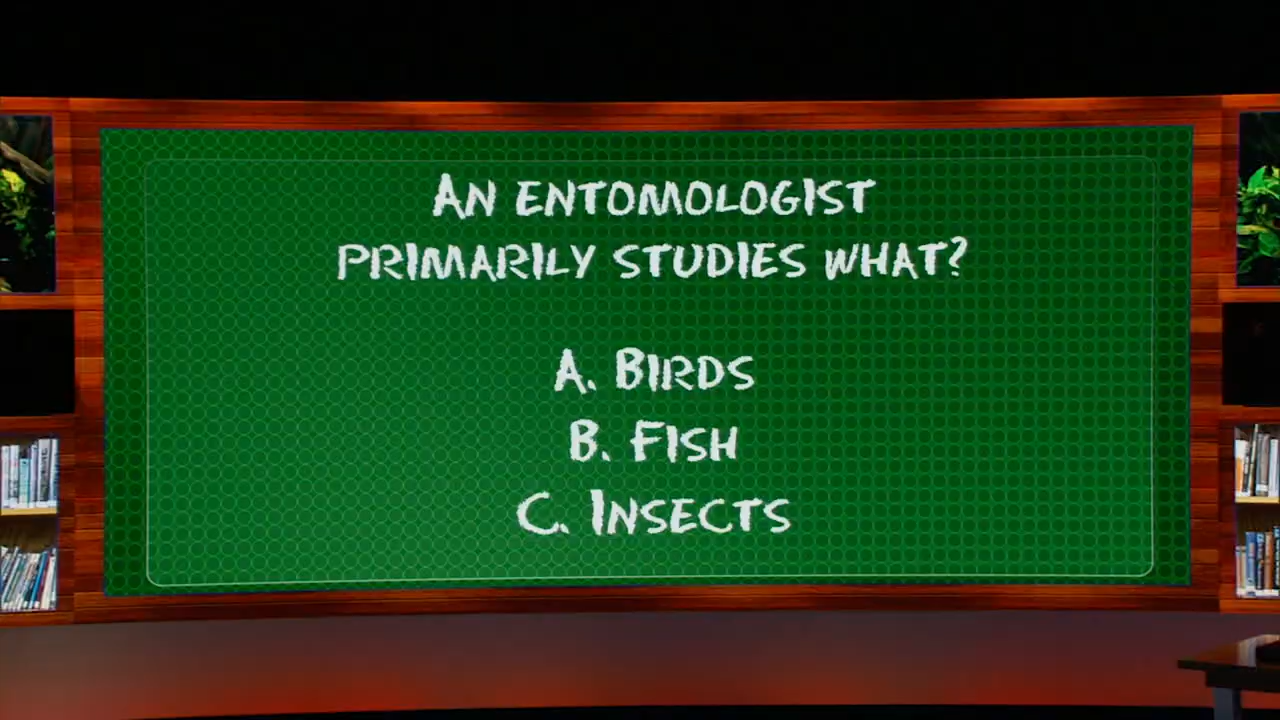 AN ENTOMOLOGIST
PRIMARILY STUDIES WHAT?
A. BIRDS
B. FISH
C. INSECTS